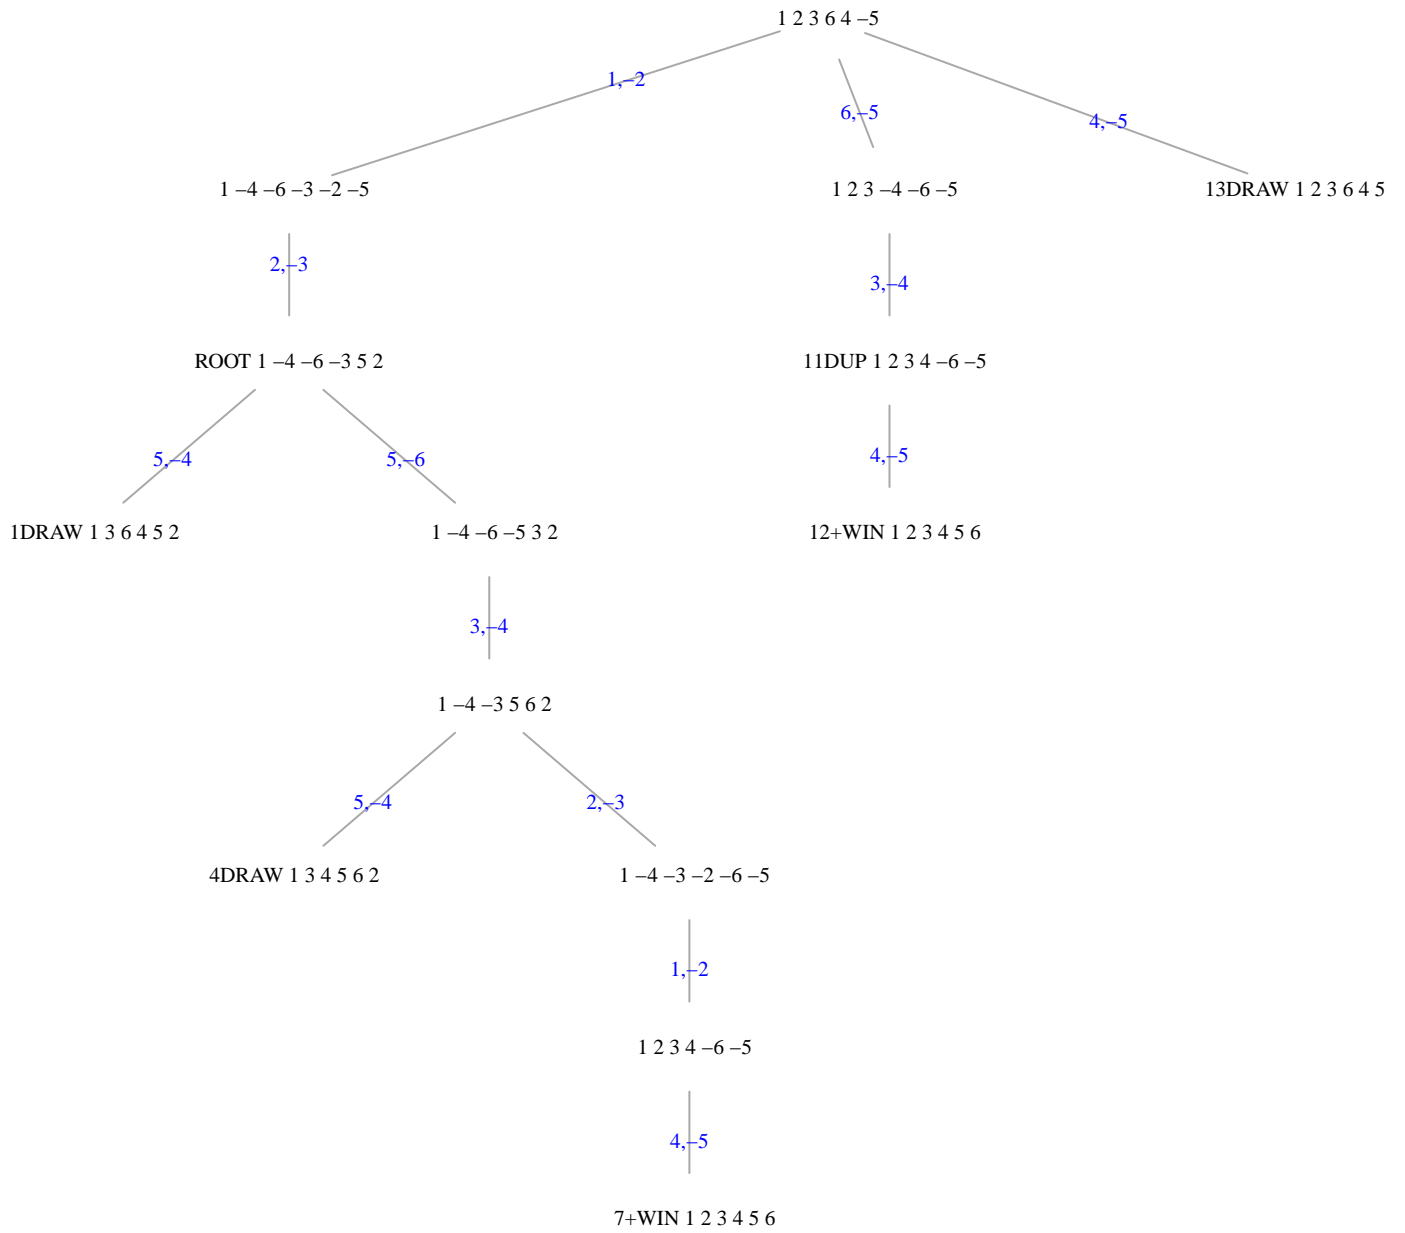 1 2 3 6 4 –5
1,–2
6,–5
4,–5
1 –4 –6 –3 –2 –5
1 2 3 –4 –6 –5
13DRAW 1 2 3 6 4 5
2,–3
3,–4
ROOT 1 –4 –6 –3 5 2
11DUP 1 2 3 4 –6 –5
5,–4
5,–6
4,–5
1DRAW 1 3 6 4 5 2
1 –4 –6 –5 3 2
12+WIN 1 2 3 4 5 6
3,–4
1 –4 –3 5 6 2
5,–4
2,–3
4DRAW 1 3 4 5 6 2
1 –4 –3 –2 –6 –5
1,–2
1 2 3 4 –6 –5
4,–5
7+WIN 1 2 3 4 5 6